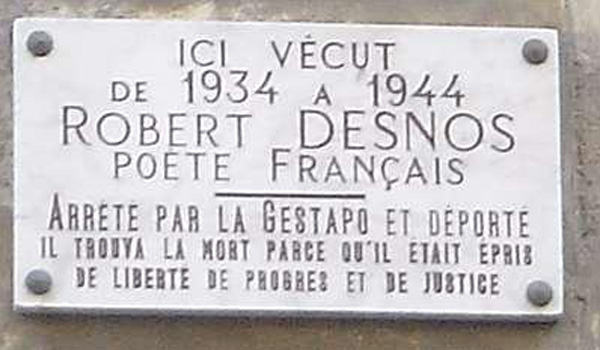 ICI VÉCUT
DE 1934 A 1944
ROBERT DESNOS
POÈTE FRANÇAIS
ARRÊTÉ PAR LA GESTAPO ET DÉPORTÉ
IL TROUVA LA MORT PARCE QU'IL ÉTAIT ÉPRIS
DE LIBERTÉ DE PROGRES ET DE JUSTICE